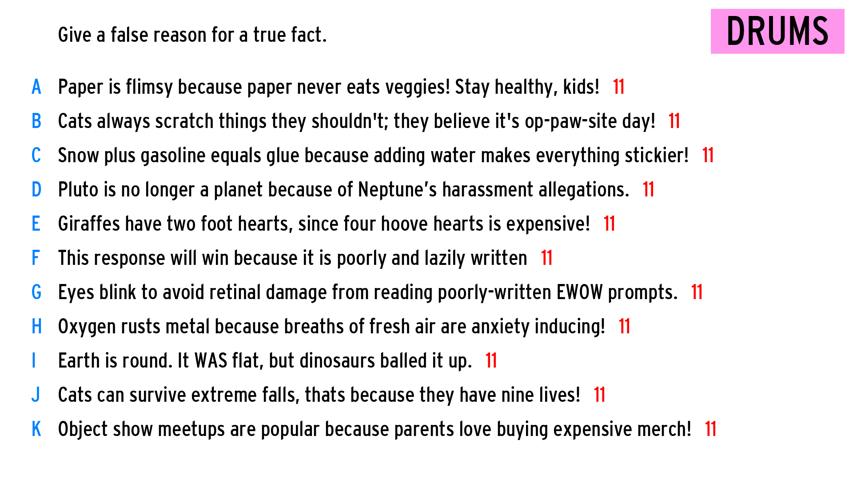 Give a false reason for a true fact.
DRUMS
A Paper is flimsy because paper never eats veggies! Stay healthy, kids! 11
B Cats always scratch things they shouldn't; they believe it's op-paw-site day! 11
C Snow plus gasoline equals glue because adding water makes everything stickier! 11
D Pluto is no longer a planet because of Neptune’s harassment allegations. 11
E Giraffes have two foot hearts, since four hoove hearts is expensive! 11
F This response will win because it is poorly and lazily written 11
G Eyes blink to avoid retinal damage from reading poorly-written EWOW prompts. 11
H Oxygen rusts metal because breaths of fresh air are anxiety inducing! 11
I Earth is round. It WAS flat, but dinosaurs balled it up. 11
J Cats can survive extreme falls, thats because they have nine lives! 11
K Object show meetups are popular because parents love buying expensive merch! 11